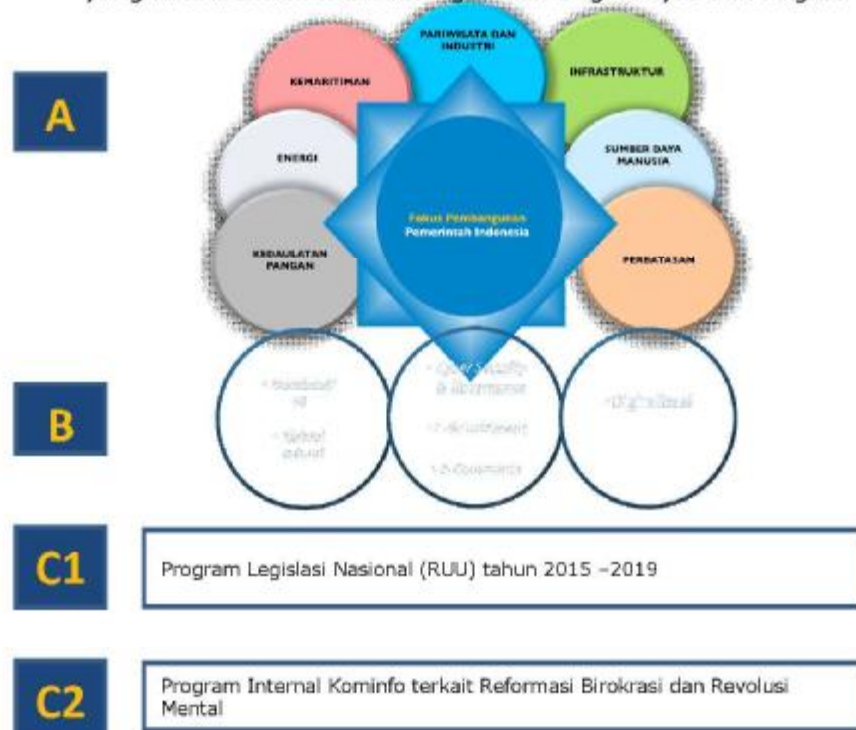 A
PARIWISATA DAN
INDUSTRI
KEMARITIMAN
INFRASTRUKTUR
ENERGI
SUMBER DAYA
MANUSIA
Fokus Pembangunan
Pemerintah Indonesia
KEDAULATAN
PANGAN
PERBATASAN
B
C1
Program Legislasi Nasional (RUU) tahun 2015 –2019
C2
Program Internal Kominfo terkait Reformasi Birokrasi dan Revolusi
Mental